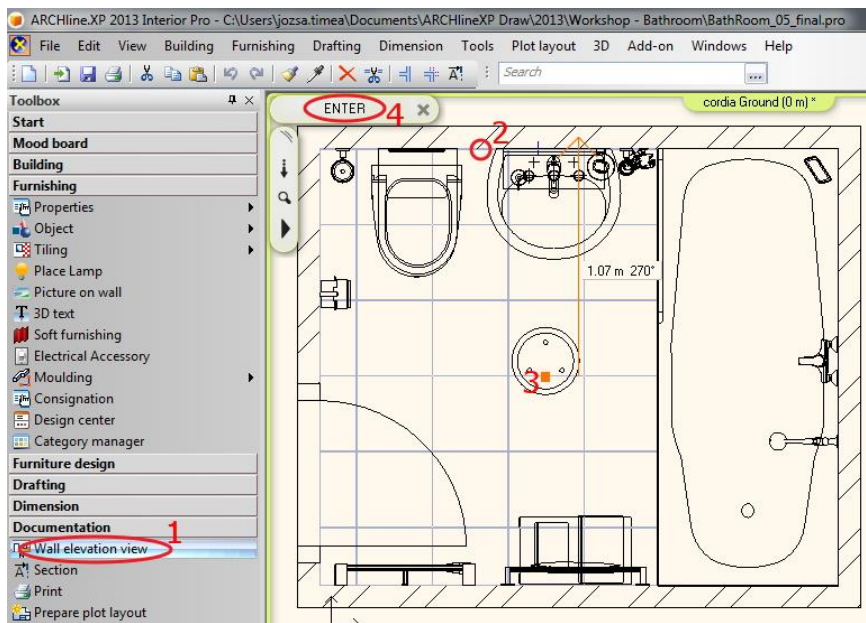 ARCHline.XP 2013 Interior Pro - C:\Users\jozsa.timea\Documents\ARCHlineXP Draw\2013\Workshop - Bathroom\BathRoom_05_final.pro
File Edit View Building Furnishing Drafting Dimension Tools Plot layout 3D Add-on Windows Help
Search
Toolbox
Start
Mood board
Building
Furnishing
Properties
Object
Tiling
Place Lamp
Picture on wall
3D text
Soft furnishing
Electrical Accessory
Moulding
Consignation
Design center
Category manager
Furniture design
Drafting
Dimension
Documentation
1
Wall elevation view
Section
Print
Prepare plot layout
ENTER
4
cordia Ground (0 m) *
2
1.07 m 270°
3